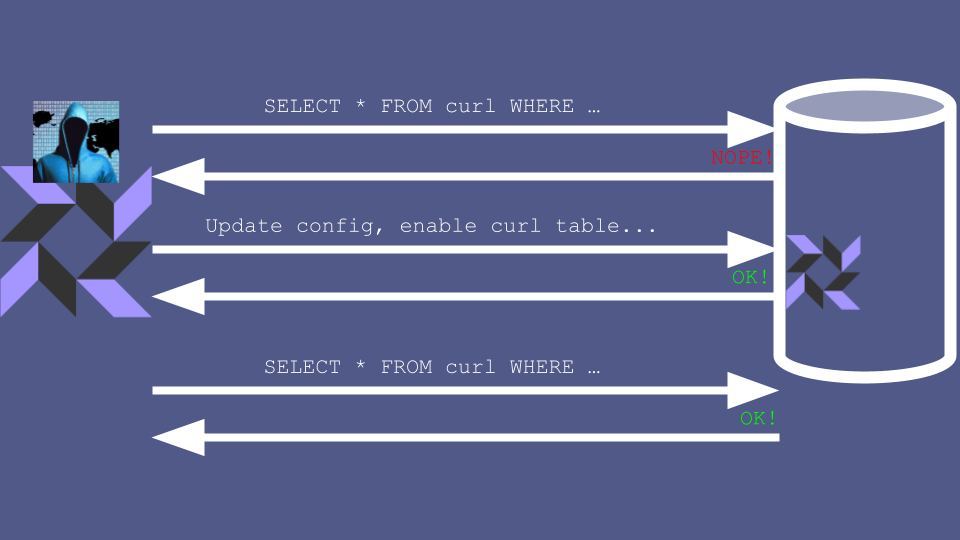 SELECT * FROM curl WHERE …
NOPE!
Update config, enable curl table...
OK!
SELECT * FROM curl WHERE …
OK!